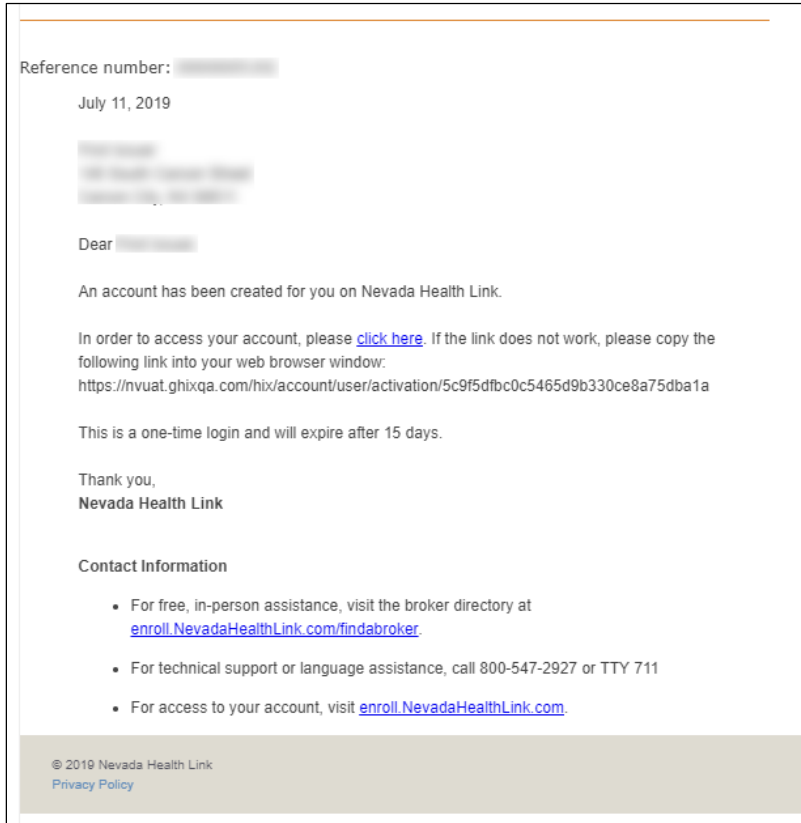 Reference number:
July 11, 2019
Dear
An account has been created for you on Nevada Health Link.
In order to access your account, please click here. If the link does not work, please copy the
following link into your web browser window:
https://nvuat.ghixqa.com/hix/account/user/activation/5c9f5dfbc0c5465d9b330ce8a75dba1a
This is a one-time login and will expire after 15 days.
Thank you,
Nevada Health Link
Contact Information
• For free, in-person assistance, visit the broker directory at
enroll.NevadaHealthLink.com/findabroker.
• For technical support or language assistance, call 800-547-2927 or TTY 711
• For access to your account, visit enroll.NevadaHealthLink.com.
© 2019 Nevada Health Link
Privacy Policy